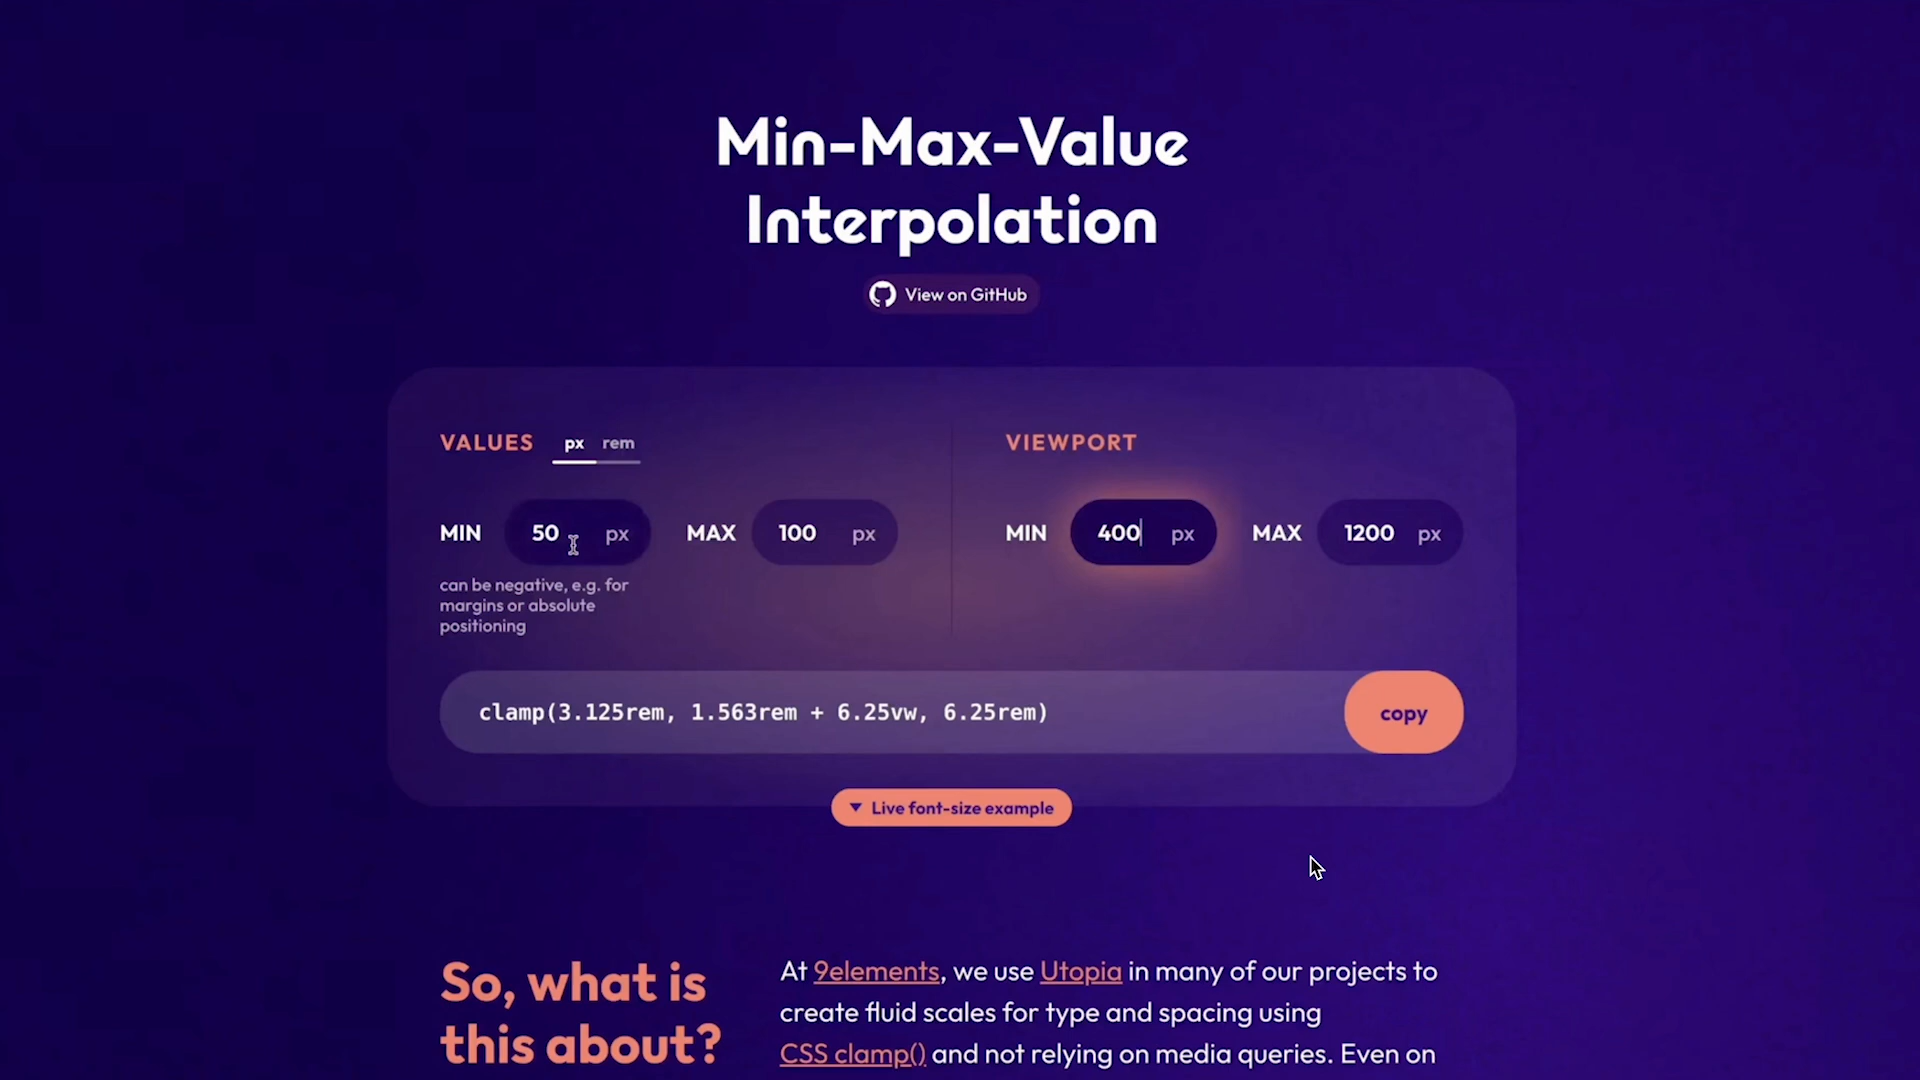 Min-Max-Value
Interpolation
View on GitHub
VALUES px rem
VIEWPORT
MIN 50 px MAX 100 px
MIN 400 px MAX 1200 px
can be negative, e.g. for
margins or absolute
positioning
clamp(3.125rem, 1.563rem + 6.25vw, 6.25rem)
copy
Live font-size example
So, what is
this about?
At 9elements, we use Utopia in many of our projects to
create fluid scales for type and spacing using
CSS clamp() and not relying on media queries. Even on